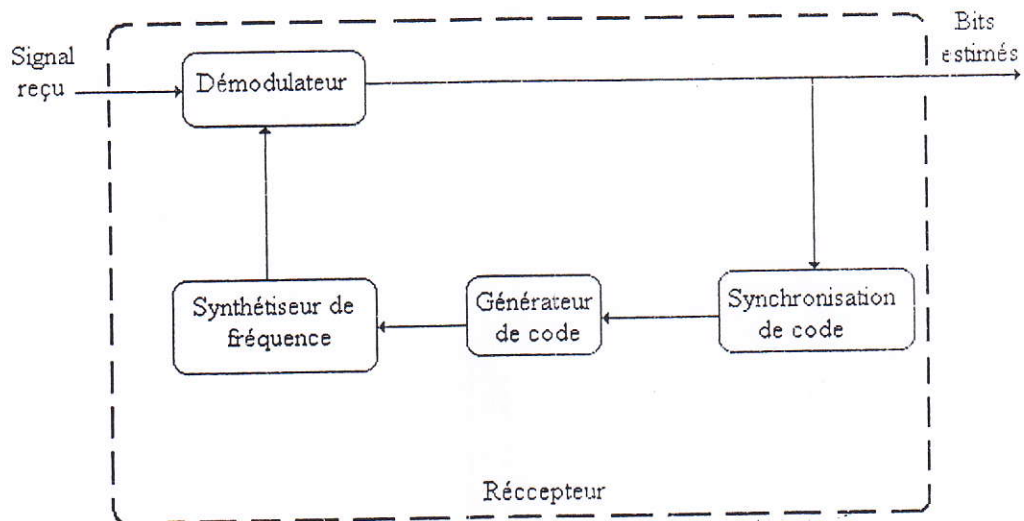 Signal
reçu
Démodulateur
Bits
estimés
Synthétiseur de
fréquence
Générateur
de code
Synchronisation
de code
Réccepteur